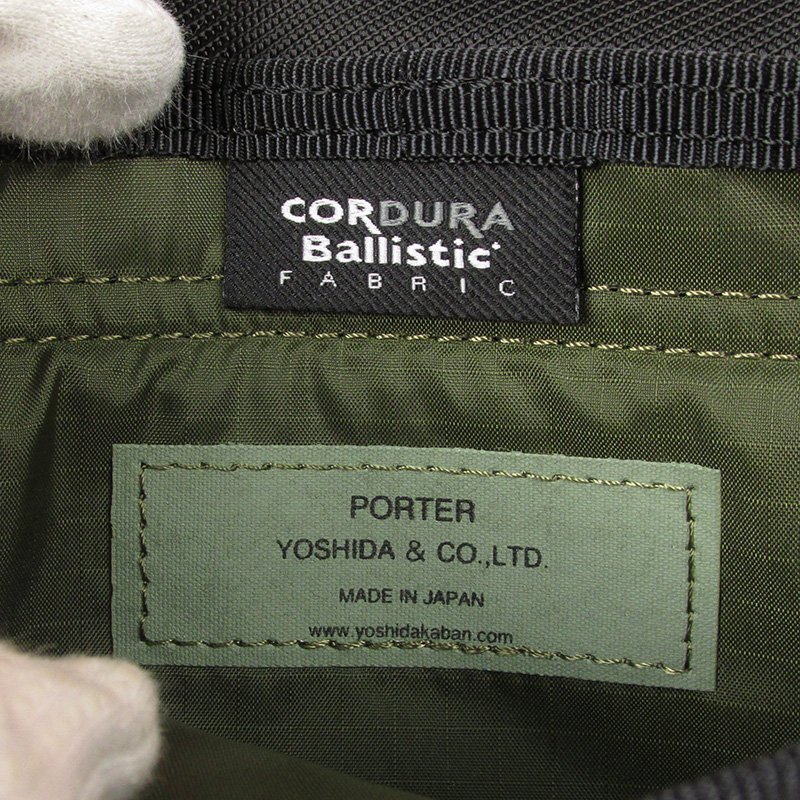 CORDURA
Ballistic
FABRIC
PORTER
YOSHIDA & CO.,LTD.
MADE IN JAPAN
www.yoshidakaban.com